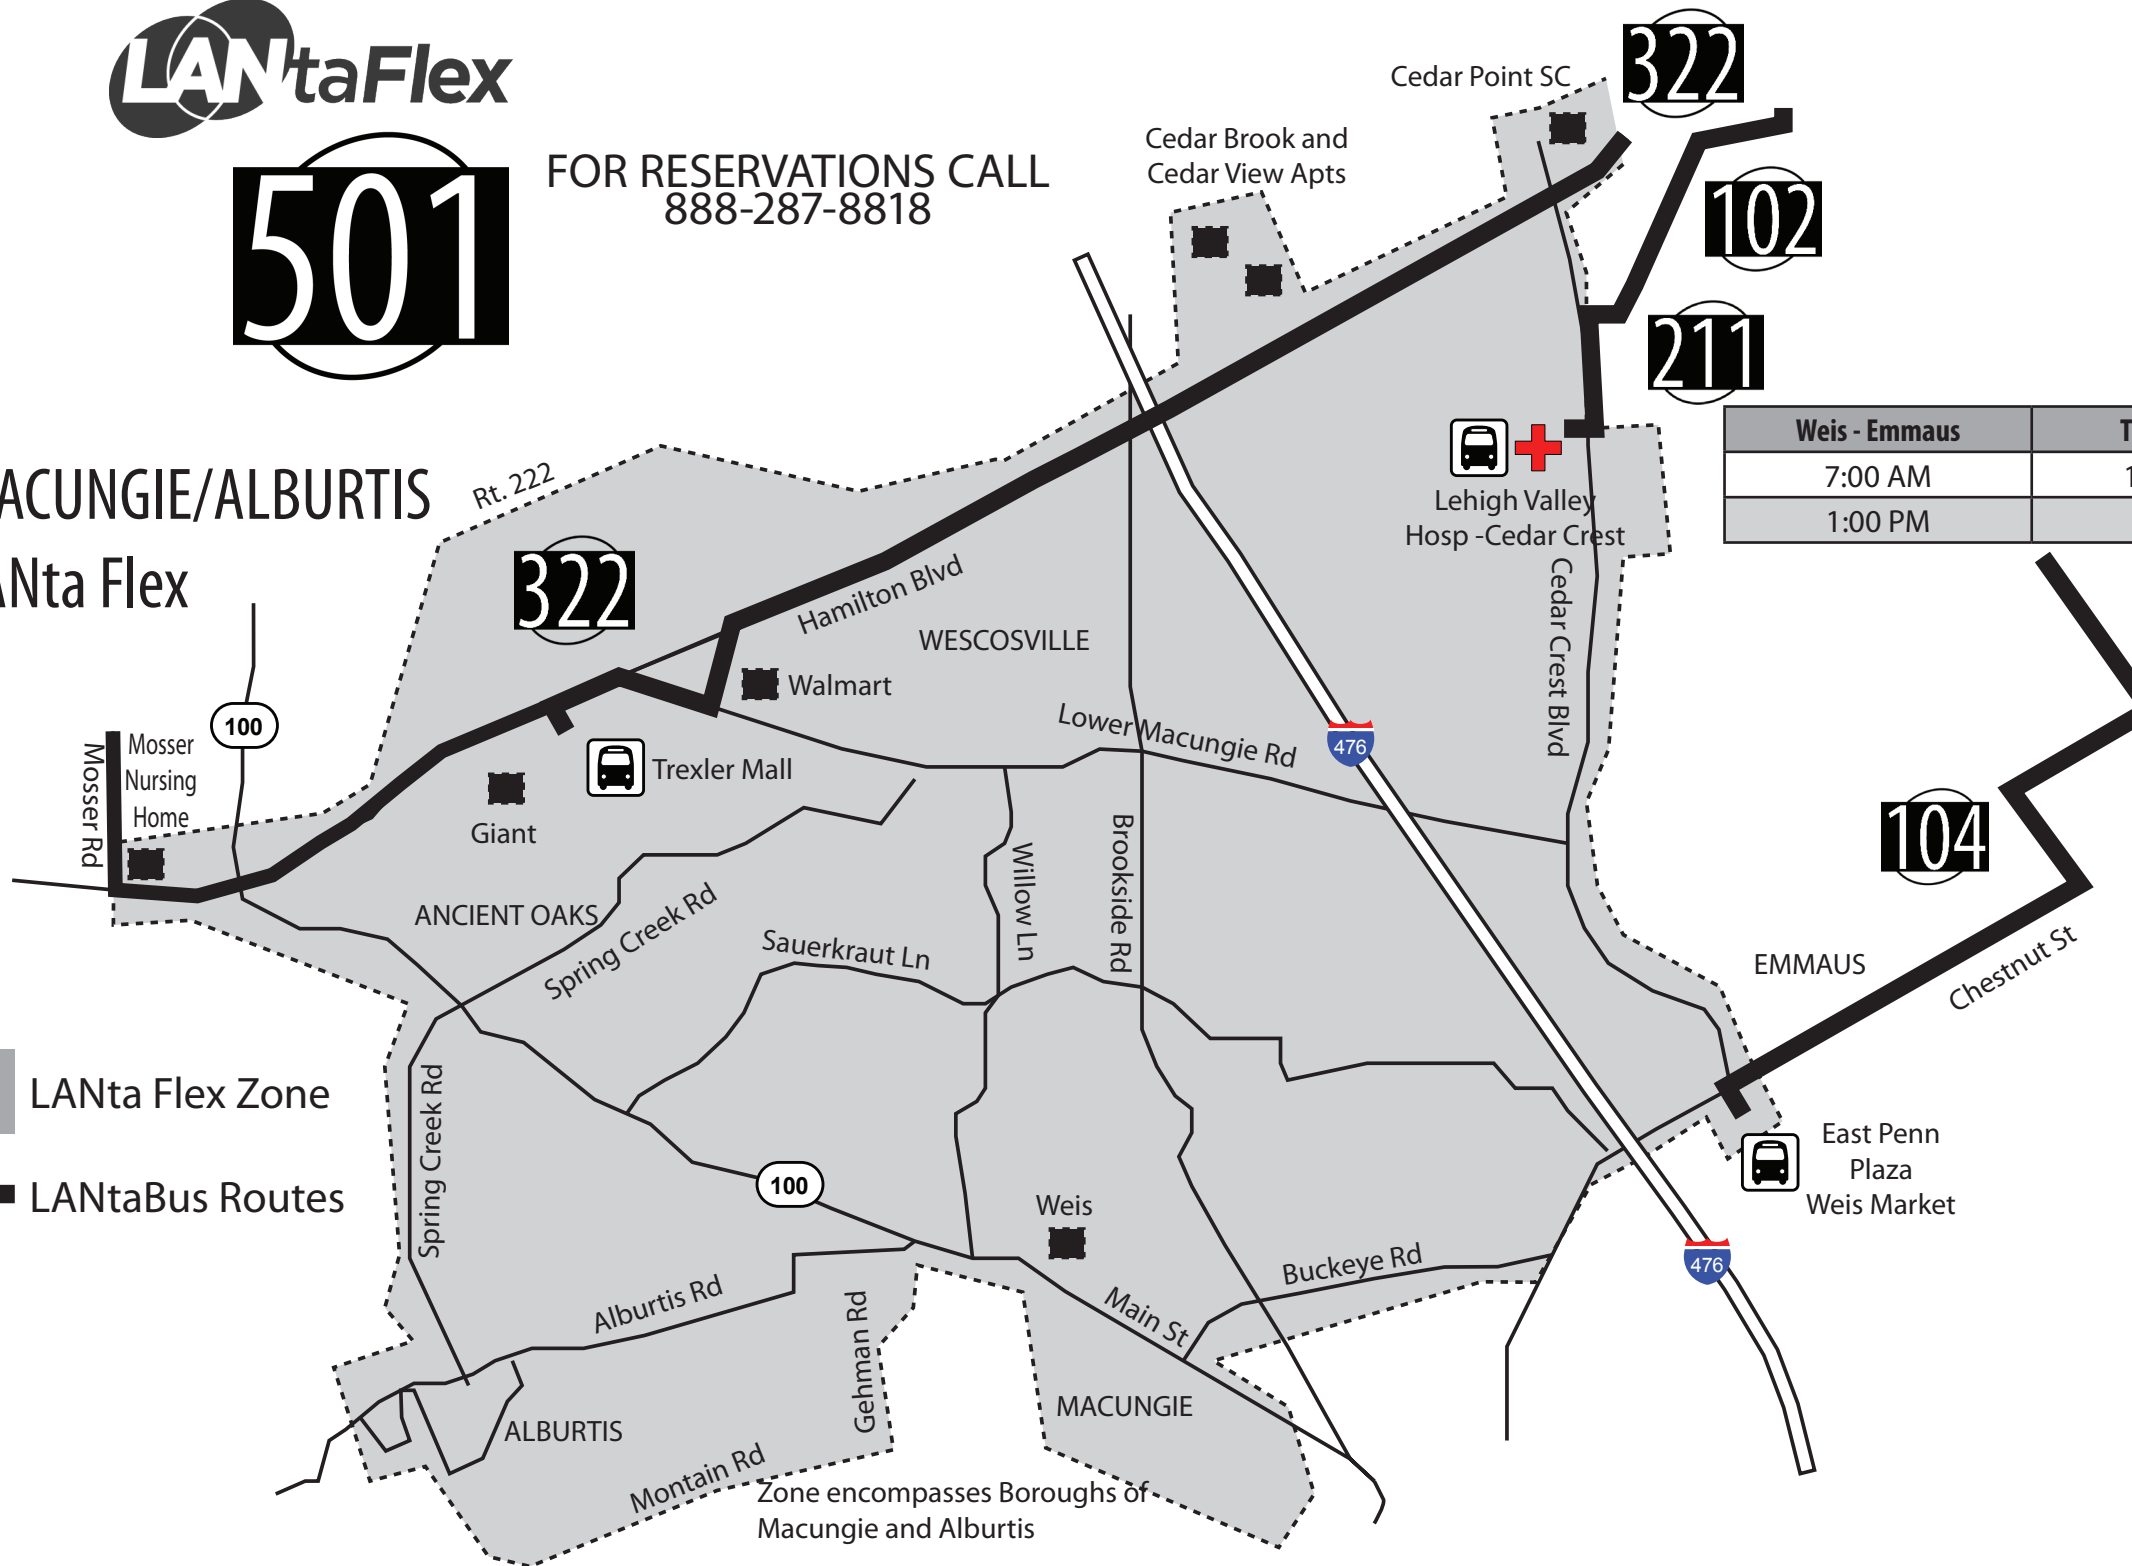 LANtaFlex
501
FOR RESERVATIONS CALL
888-287-8818
Cedar Point SC
322
Cedar Brook and
Cedar View Apts
102
211
Weis - Emmaus
7:00 AM
1:00 PM
ACUNGIE/ALBURTIS
Nta Flex
Rt. 222
322
Hamilton Blvd
WESCOSVILLE
Lehigh Valley
Hosp -Cedar Crest
Cedar Crest Blvd
Walmart
100
Mosser
Nursing
Home
Mosser Rd
Trexler Mall
Giant
Lower Macungie Rd
476
Brookside Rd
Willow Ln
104
ANCIENT OAKS
Spring Creek Rd
Sauerkraut Ln
EMMAUS
Chestnut St
LANta Flex Zone
LANtaBus Routes
Spring Creek Rd
100
Weis
East Penn
Plaza
Weis Market
Buckeye Rd
476
Alburtis Rd
Gehman Rd
Main St
MACUNGIE
ALBURTIS
Montain Rd
Zone encompasses Boroughs of
Macungie and Alburtis